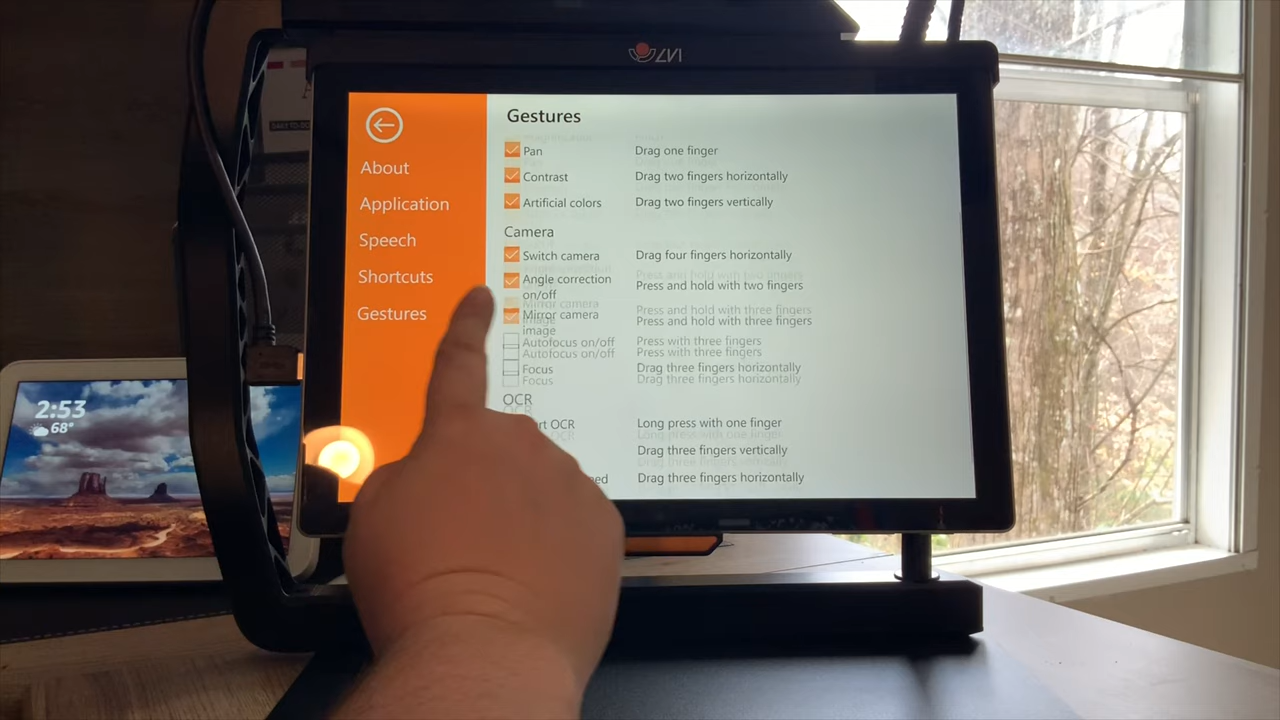 LVI
Gestures
Pan Drag one finger
Contrast Drag two fingers horizontally
Artificial colors Drag two fingers vertically
Camera
Switch camera Drag four fingers horizontally
Angle correction on/off Press and hold with two fingers
Mirror camera image Press and hold with three fingers
Autofocus on/off Press with three fingers
Focus Drag three fingers horizontally
OCR
rt OCR Long press with one finger
Drag three fingers vertically
ed Drag three fingers horizontally
About
Application
Speech
Shortcuts
Gestures
2:53
68°